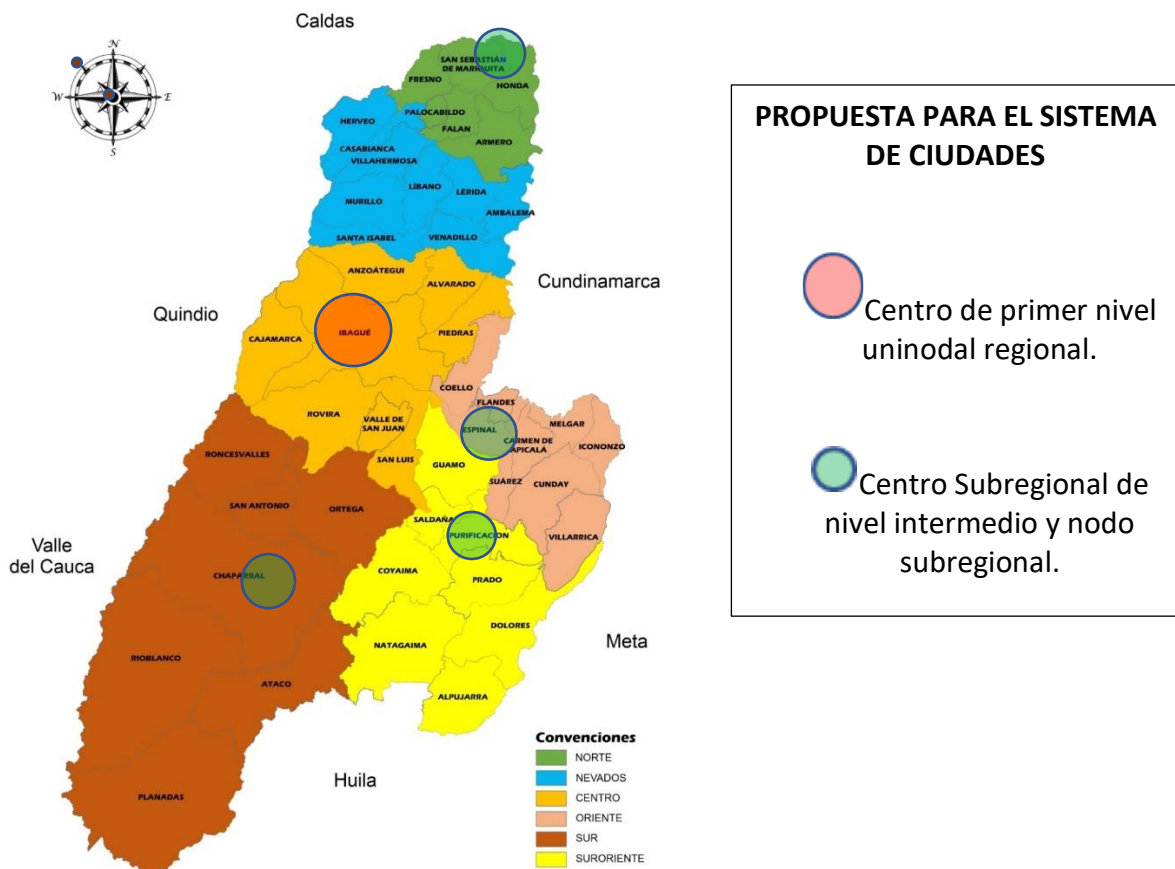 Caldas
N
W
E
S
SAN SEBASTIÁN
DE MARIQUITA
FRESNO
HONDA
PALOCABILDO
FALAN
ARMERO
HERVEO
CASABIANCA
VILLAHERMOSA
LÍBANO
LÉRIDA
MURILLO
AMBALEMA
SANTA ISABEL
VENADILLO
Cundinamarca
ANZOÁTEGUI
ALVARADO
Quindio
CAJAMARCA
IBAGUÉ
PIEDRAS
COELLO
FLANDES
ROVIRA
VALLE DE
SAN JUAN
ESPINAL
CARMEN DE
APICALA
MELGAR
ICONONZO
SAN LUIS
GUAMO
SUÁREZ
CUNDAY
RONCESVALLES
SAN ANTONIO
ORTEGA
SALDAÑA
PURIFICACIÓN
VILLARRICA
Valle
del Cauca
CHAPARRAL
COYAIMA
PRADO
DOLORES
NATAGAIMA
Meta
RIOBLANCO
ATACO
ALPUJARRA
Huila
PLANADAS
Convenciones
NORTE
NEVADOS
CENTRO
ORIENTE
SUR
SURORIENTE
PROPUESTA PARA EL SISTEMA
DE CIUDADES
Centro de primer nivel
uninodal regional.
Centro Subregional de
nivel intermedio y nodo
subregional.